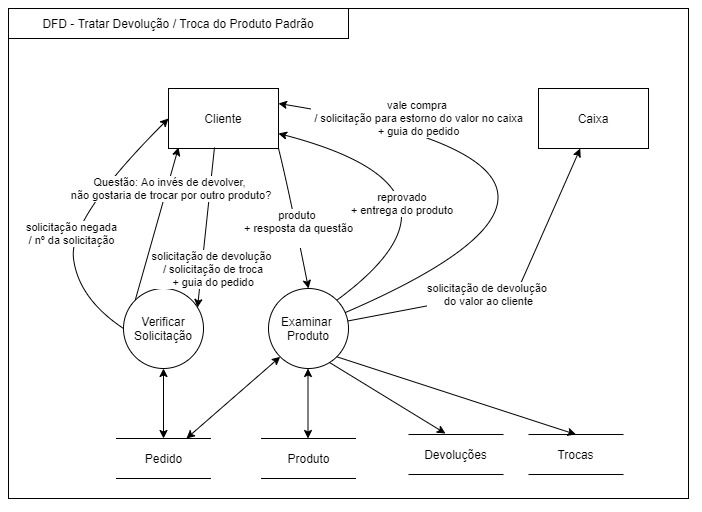 DFD - Tratar Devolução / Troca do Produto Padrão
Cliente
vale compra
/ solicitação para estorno do valor no caixa
+ guia do pedido
Caixa
Questão: Ao invés de devolver,
não gostaria de trocar por outro produto?
reprovado
+ entrega do produto
produto
+ resposta da questão
solicitação negada
/ nº da solicitação
solicitação de devolução
/ solicitação de troca
+ guia do pedido
solicitação de devolução
do valor ao cliente
Verificar
Solicitação
Examinar
Produto
Pedido
Produto
Devoluções
Trocas